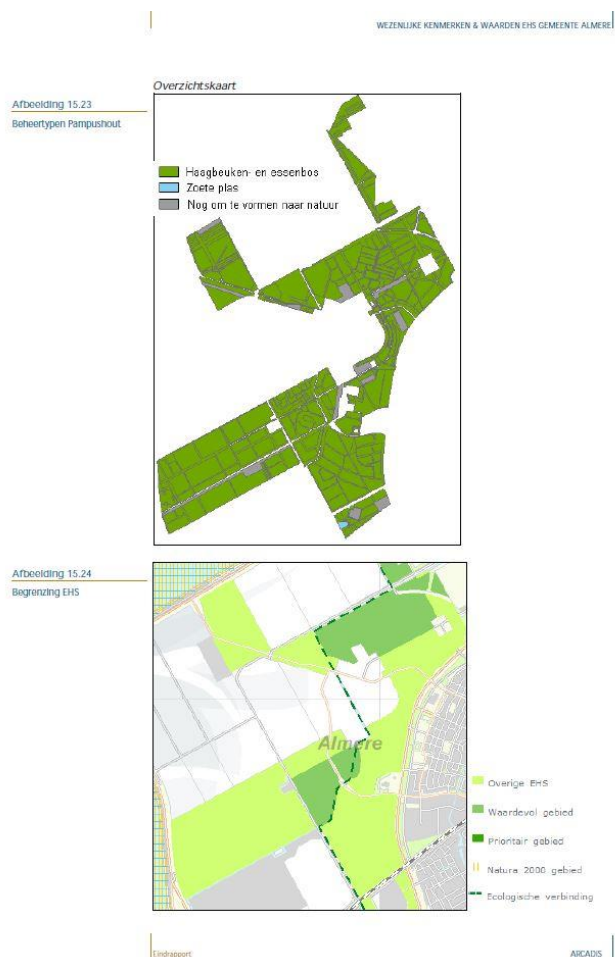 WEZENLIJKE KENMERKEN & WAARDEN EHS GEMEENTE ALMERE
Overzichtskaart
Afbeelding 15.23
Beheertypen Pampushout
Haagbeuken- en essenbos
Zoete plas
Nog om te vormen naar natuur
Afbeelding 15.24
Begrenzing EHS
Almere
Overige EHS
Waardevol gebied
Prioritair gebied
Natura 2000 gebied
Ecologische verbinding
Eindrapport
ARCADIS